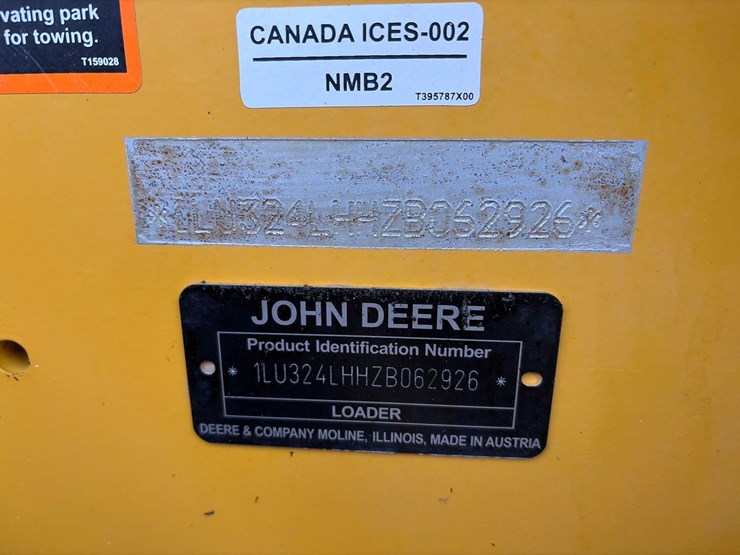 vating park
for towing.
T159028
CANADA ICES-002
NMB2
T395787X00
*1LU324LHHZB062926*
JOHN DEERE
Product Identification Number
* 1LU324LHHZB062926 *
LOADER
DEERE & COMPANY MOLINE, ILLINOIS, MADE IN AUSTRIA